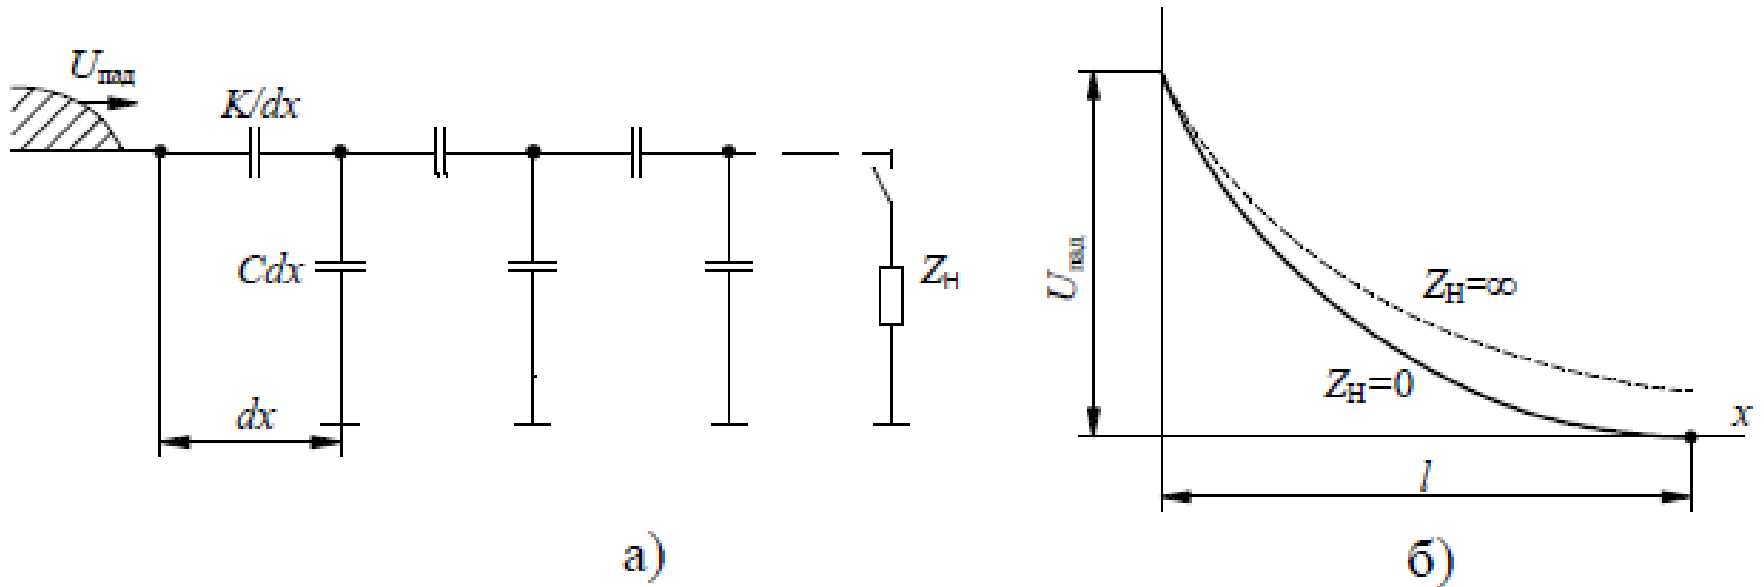 Uпад
K/dx
Cdx
ZН
dx
а)
Uпад
ZН=∞
ZН=0
x
l
б)